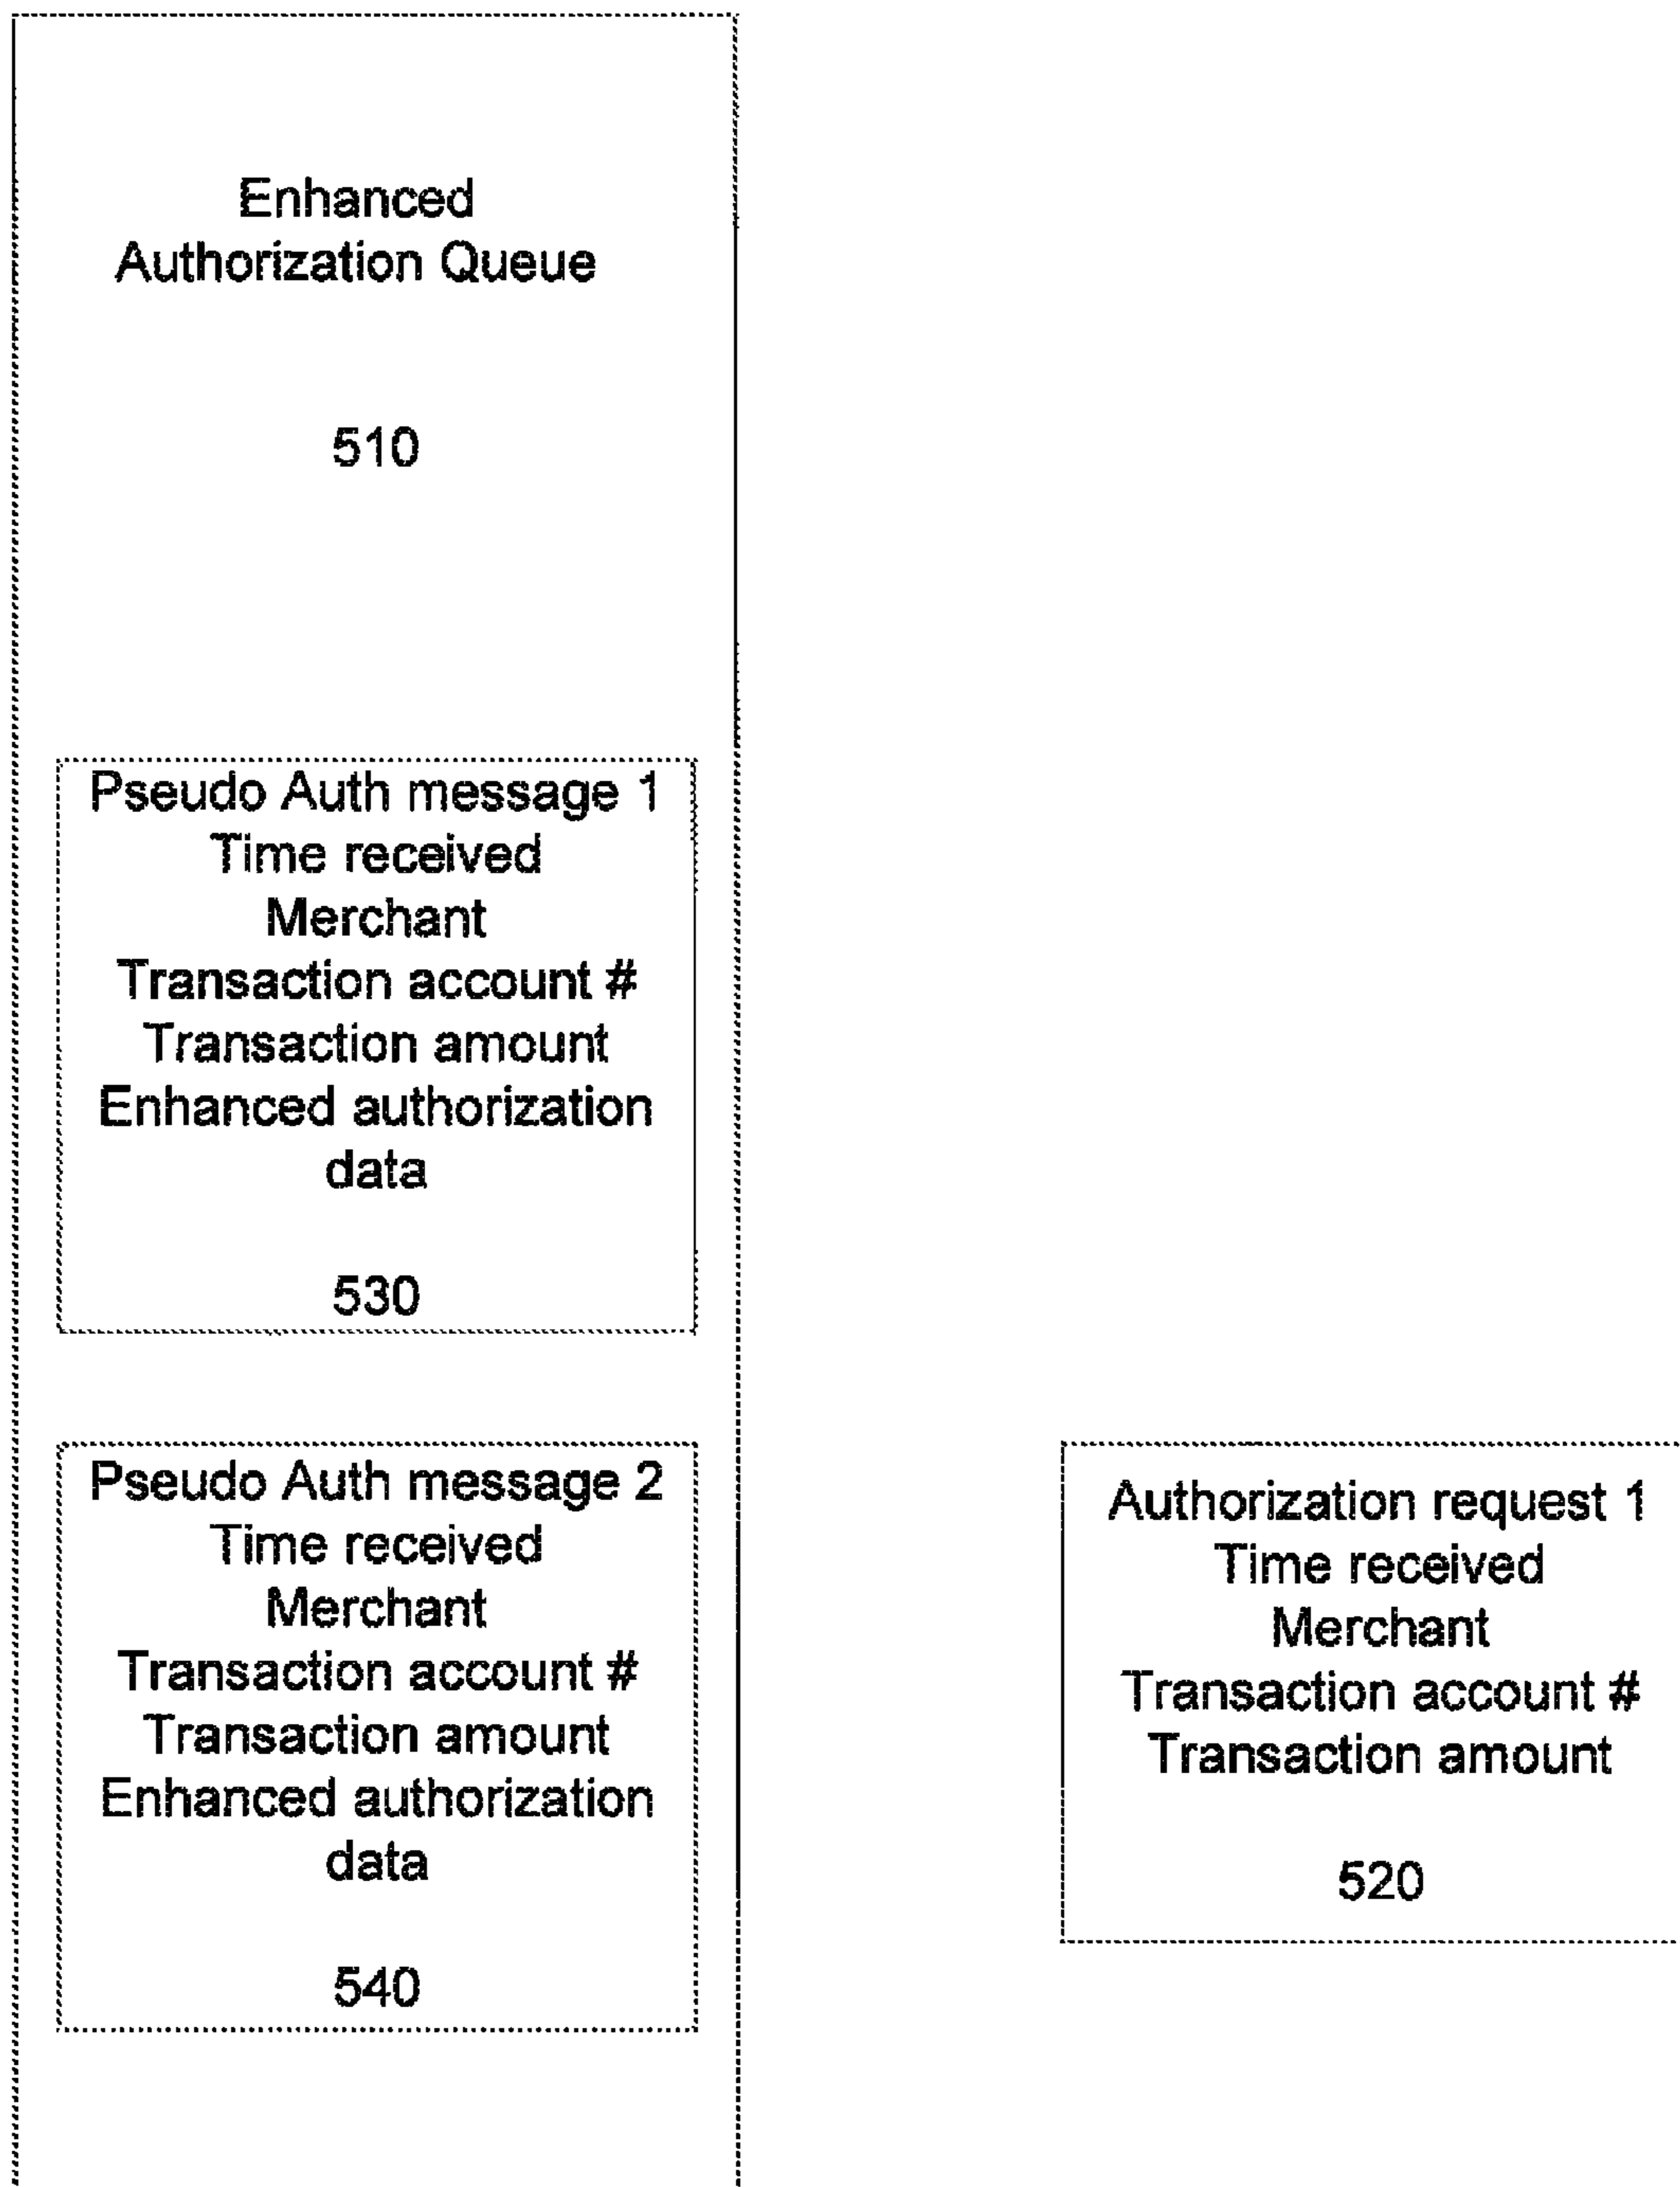 Enhanced
Authorization Queue
510
Pseudo Auth message 1
Time received
Merchant
Transaction account #
Transaction amount
Enhanced authorization
data
530
Pseudo Auth message 2
Time received
Merchant
Transaction account #
Transaction amount
Enhanced authorization
data
540
Authorization request 1
Time received
Merchant
Transaction account #
Transaction amount
520